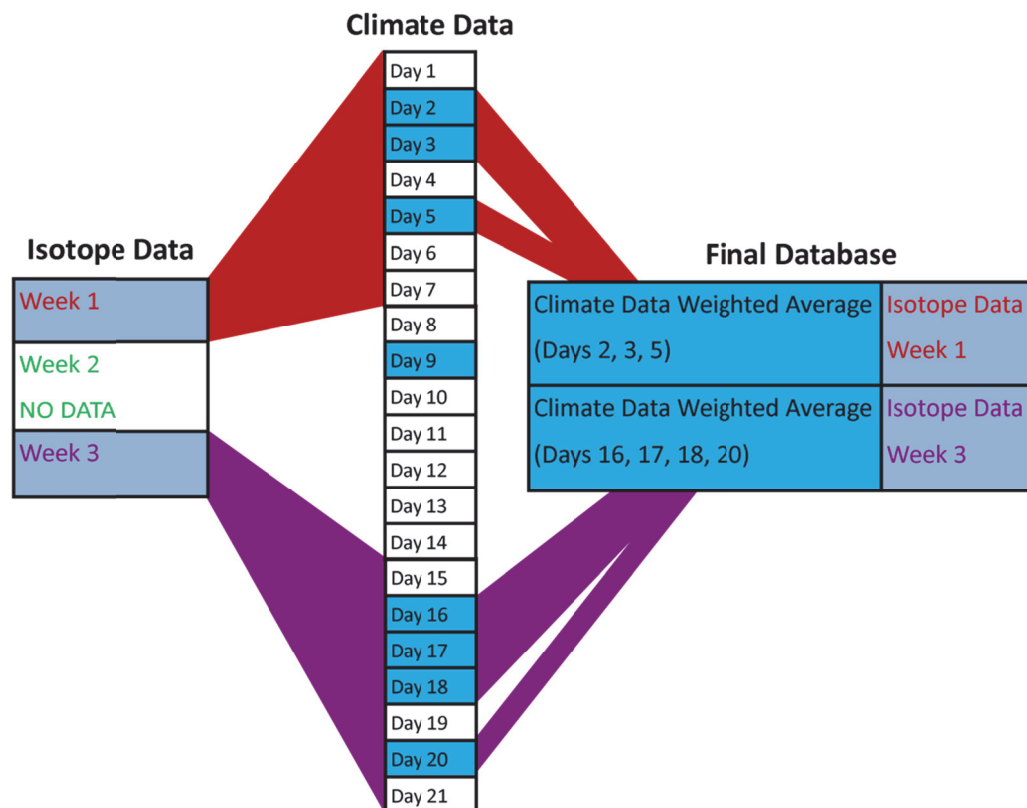 Climate Data
Day 1
Day 2
Day 3
Day 4
Day 5
Day 6
Day 7
Day 8
Day 9
Day 10
Day 11
Day 12
Day 13
Day 14
Day 15
Day 16
Day 17
Day 18
Day 19
Day 20
Day 21
Isotope Data
Week 1
Week 2
NO DATA
Week 3
Final Database
Climate Data Weighted Average
(Days 2, 3, 5)
Isotope Data
Week 1
Climate Data Weighted Average
(Days 16, 17, 18, 20)
Isotope Data
Week 3